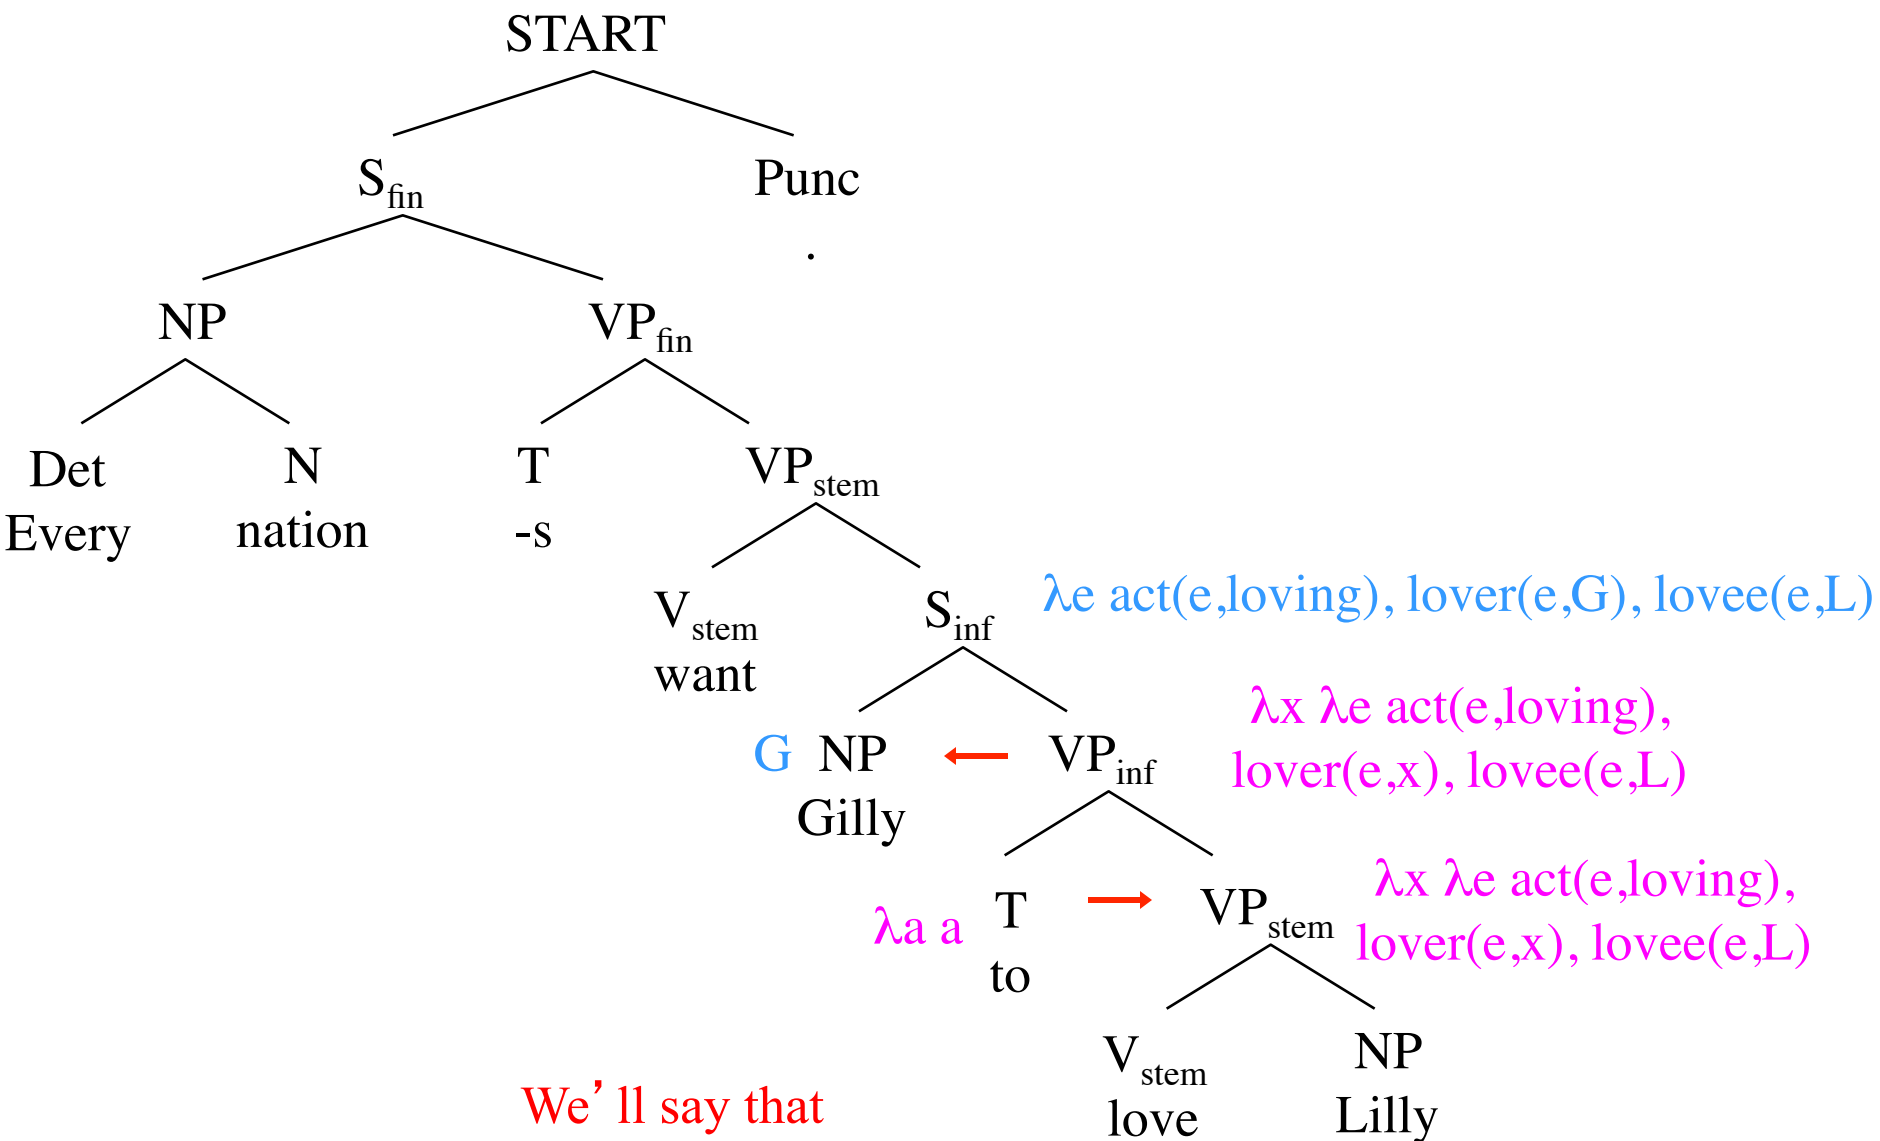 START
S fin
Punc
.
NP
VP fin
Det
N
T
VP stem
Every
nation
-s
V stem
S inf
λe act(e,loving), lover(e,G), lovee(e,L)
want
G NP
VP inf
λx λe act(e,loving),
lover(e,x), lovee(e,L)
Gilly
λa a
T
VP stem
λx λe act(e,loving),
lover(e,x), lovee(e,L)
to
V stem
NP
love
Lilly
We’ll say that